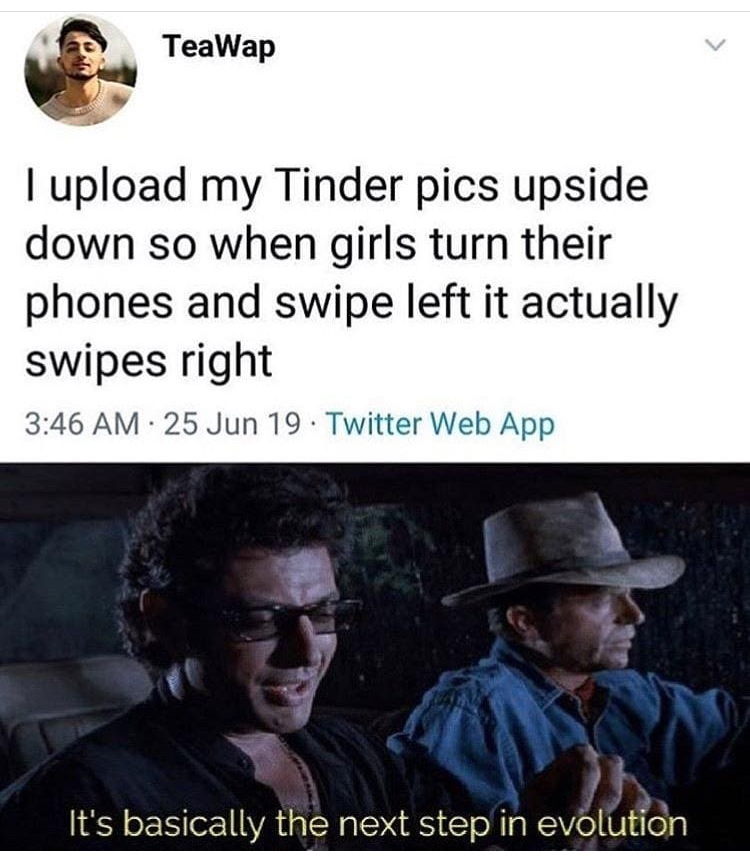 TeaWap
I upload my Tinder pics upside
down so when girls turn their
phones and swipe left it actually
swipes right
3:46 AM · 25 Jun 19 · Twitter Web App
It's basically the next step in evolution